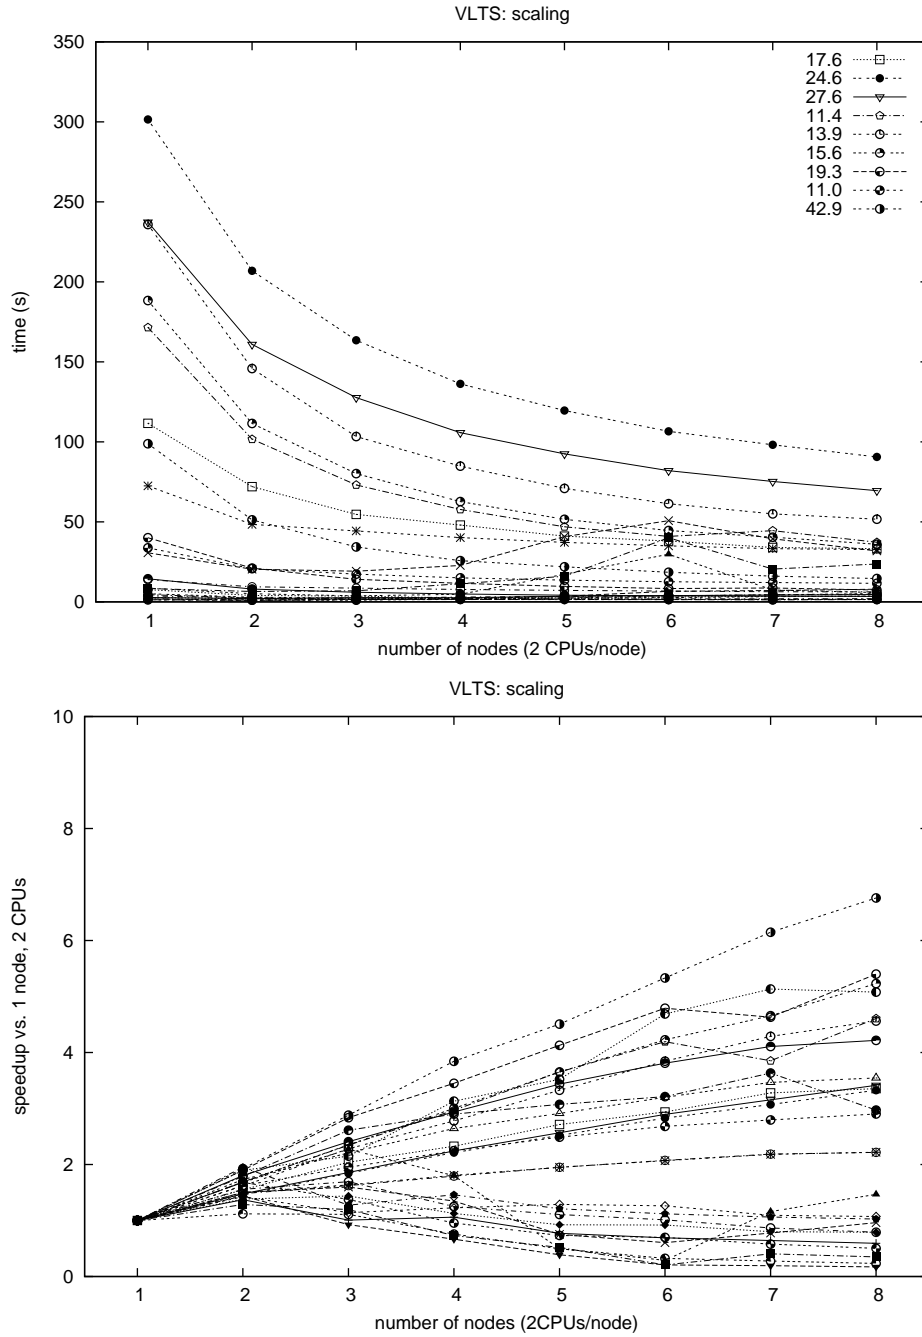 VLTS: scaling
350
300
250
200
150
100
50
0
time (s)
17.6
24.6
27.6
11.4
13.9
15.6
19.3
11.0
42.9
1 2 3 4 5 6 7 8
number of nodes (2 CPUs/node)
VLTS: scaling
10
8
6
4
2
0
speedup vs. 1 node, 2 CPUs
1 2 3 4 5 6 7 8
number of nodes (2CPUs/node)